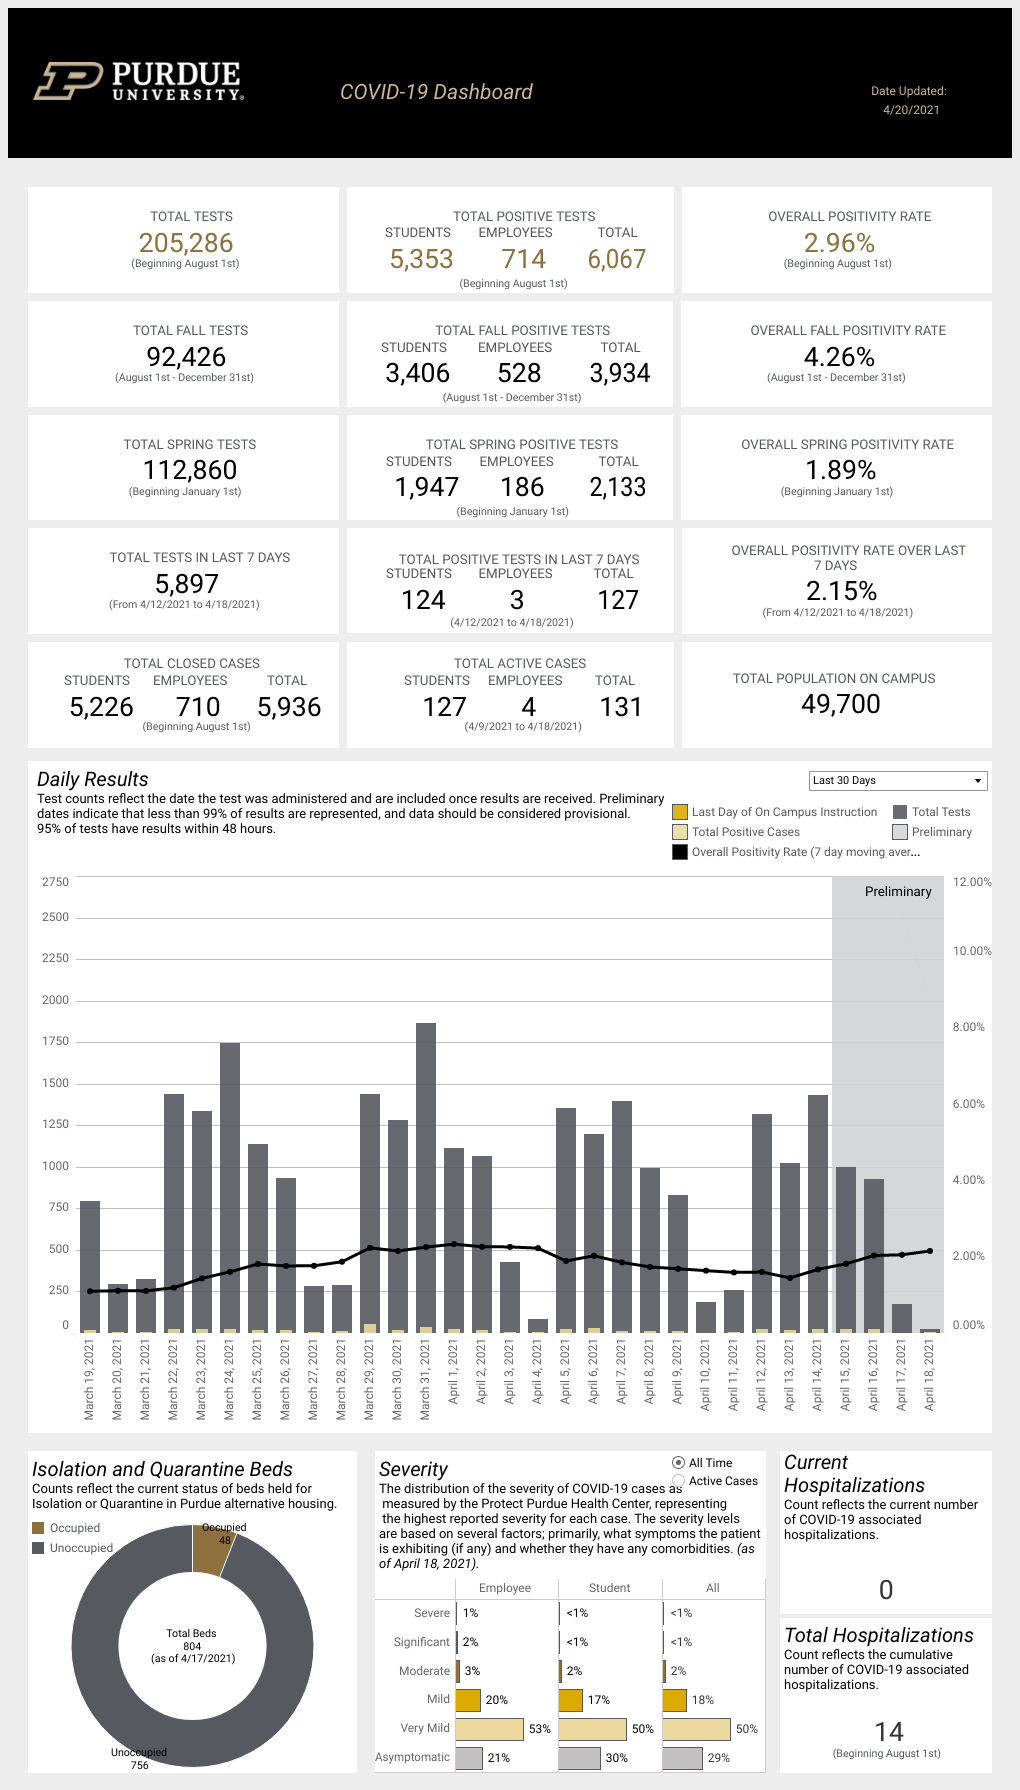 PURDUE
UNIVERSITY®
COVID-19 Dashboard
Date Updated:
4/20/2021
TOTAL TESTS
205,286
(Beginning August 1st)
TOTAL POSITIVE TESTS
STUDENTS EMPLOYEES TOTAL
5,353 714 6,067
(Beginning August 1st)
OVERALL POSITIVITY RATE
2.96%
(Beginning August 1st)
TOTAL FALL TESTS
92,426
(August 1st - December 31st)
TOTAL FALL POSITIVE TESTS
STUDENTS EMPLOYEES TOTAL
3,406 528 3,934
(August 1st - December 31st)
OVERALL FALL POSITIVITY RATE
4.26%
(August 1st - December 31st)
TOTAL SPRING TESTS
112,860
(Beginning January 1st)
TOTAL SPRING POSITIVE TESTS
STUDENTS EMPLOYEES TOTAL
1,947 186 2,133
(Beginning January 1st)
OVERALL SPRING POSITIVITY RATE
1.89%
(Beginning January 1st)
TOTAL TESTS IN LAST 7 DAYS
5,897
(From 4/12/2021 to 4/18/2021)
TOTAL POSITIVE TESTS IN LAST 7 DAYS
STUDENTS EMPLOYEES TOTAL
124 3 127
(4/12/2021 to 4/18/2021)
OVERALL POSITIVITY RATE OVER LAST
7 DAYS
2.15%
(From 4/12/2021 to 4/18/2021)
TOTAL CLOSED CASES
STUDENTS EMPLOYEES TOTAL
5,226 710 5,936
(Beginning August 1st)
TOTAL ACTIVE CASES
STUDENTS EMPLOYEES TOTAL
127 4 131
(4/9/2021 to 4/18/2021)
TOTAL POPULATION ON CAMPUS
49,700
Daily Results
Test counts reflect the date the test was administered and are included once results are received. Preliminary
dates indicate that less than 99% of results are represented, and data should be considered provisional.
95% of tests have results within 48 hours.
Last 30 Days
Last Day of On Campus Instruction
Total Tests
Total Positive Cases
Preliminary
Overall Positivity Rate (7 day moving aver...
2750
2500
2250
2000
1750
1500
1250
1000
750
500
250
0
Preliminary
12.00%
10.00%
8.00%
6.00%
4.00%
2.00%
0.00%
March 19, 2021
March 20, 2021
March 21, 2021
March 22, 2021
March 23, 2021
March 24, 2021
March 25, 2021
March 26, 2021
March 27, 2021
March 28, 2021
March 29, 2021
March 30, 2021
March 31, 2021
April 1, 2021
April 2, 2021
April 3, 2021
April 4, 2021
April 5, 2021
April 6, 2021
April 7, 2021
April 8, 2021
April 9, 2021
April 10, 2021
April 11, 2021
April 12, 2021
April 13, 2021
April 14, 2021
April 15, 2021
April 16, 2021
April 17, 2021
April 18, 2021
Isolation and Quarantine Beds
Counts reflect the current status of beds held for
Isolation or Quarantine in Purdue alternative housing.
Occupied
Unoccupied
Occupied
48
Total Beds
804
(as of 4/17/2021)
Unoccupied
756
Severity
All Time
Active Cases
The distribution of the severity of COVID-19 cases as
measured by the Protect Purdue Health Center, representing
the highest reported severity for each case. The severity levels
are based on several factors; primarily, what symptoms the patient
is exhibiting (if any) and whether they have any comorbidities. (as
of April 18, 2021).
Employee Student All
Severe 1% <1% <1%
Significant 2% <1% <1%
Moderate 3% 2% 2%
Mild 20% 17% 18%
Very Mild 53% 50% 50%
Asymptomatic 21% 30% 29%
Current
Hospitalizations
Count reflects the current number
of COVID-19 associated
hospitalizations.
0
Total Hospitalizations
Count reflects the cumulative
number of COVID-19 associated
hospitalizations.
14
(Beginning August 1st)